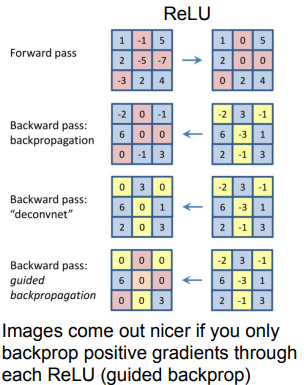 ReLU
Forward pass
1 -1 5 1 0 5
2 -5 -7 2 0 0
-3 2 4 0 2 4
Backward pass:
backpropagation
-2 0 -1 -2 3 -1
6 0 0 6 -3 1
0 -1 3 2 -1 3
Backward pass:
“deconvnet”
0 3 0 -2 3 -1
6 0 1 6 -3 1
2 0 3 2 -1 3
Backward pass:
guided
backpropagation
0 0 0 -2 3 -1
6 0 0 6 -3 1
0 0 3 2 -1 3
Images come out nicer if you only
backprop positive gradients through
each ReLU (guided backprop)